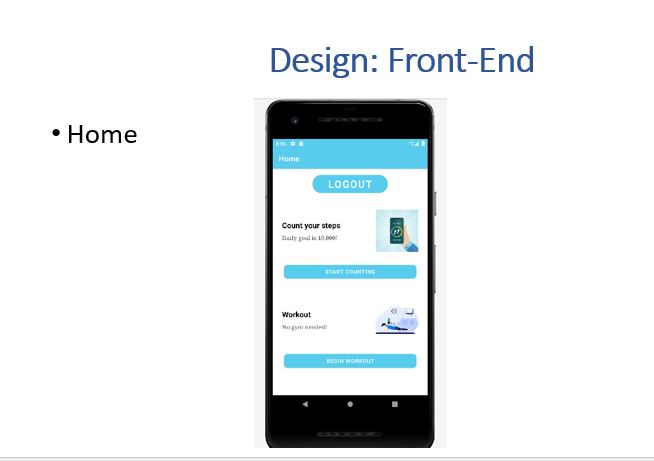 Design: Front-End
• Home
Home
LOGOUT
Count your steps
Daily goal is 10,000!
START COUNTING
Workout
No gym needed!
BEGIN WORKOUT